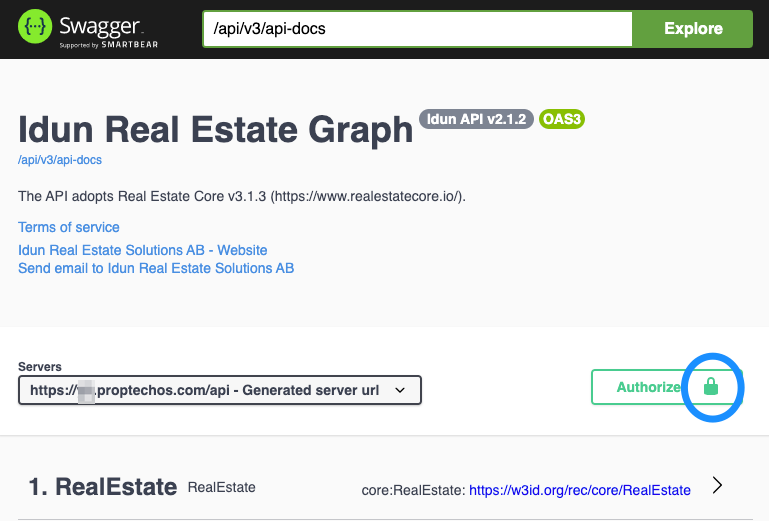 Swagger
Supported by SMARTBEAR
/api/v3/api-docs
Explore
Idun Real Estate Graph
Idun API v2.1.2
OAS3
/api/v3/api-docs
The API adopts Real Estate Core v3.1.3 (https://www.realestatecore.io/).
Terms of service
Idun Real Estate Solutions AB - Website
Send email to Idun Real Estate Solutions AB
Servers
https://.proptechos.com/api - Generated server url
Authorize
1. RealEstate RealEstate core:RealEstate: https://w3id.org/rec/core/RealEstate